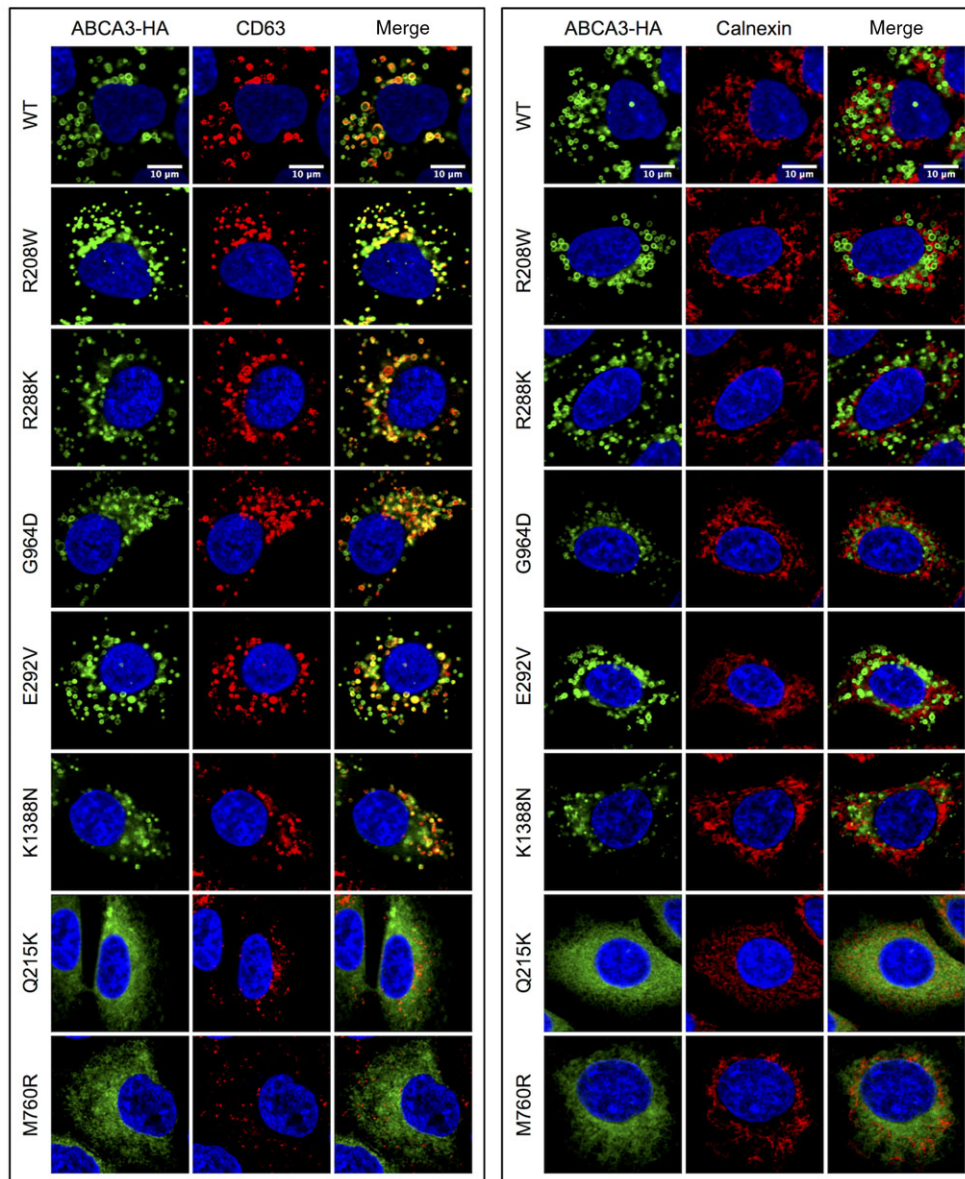 ABCA3-HA CD63 Merge
WT
10 µm 10 µm 10 µm
R208W
R288K
G964D
E292V
K1388N
Q215K
M760R
ABCA3-HA Calnexin Merge
WT
10 µm 10 µm 10 µm
R208W
R288K
G964D
E292V
K1388N
Q215K
M760R